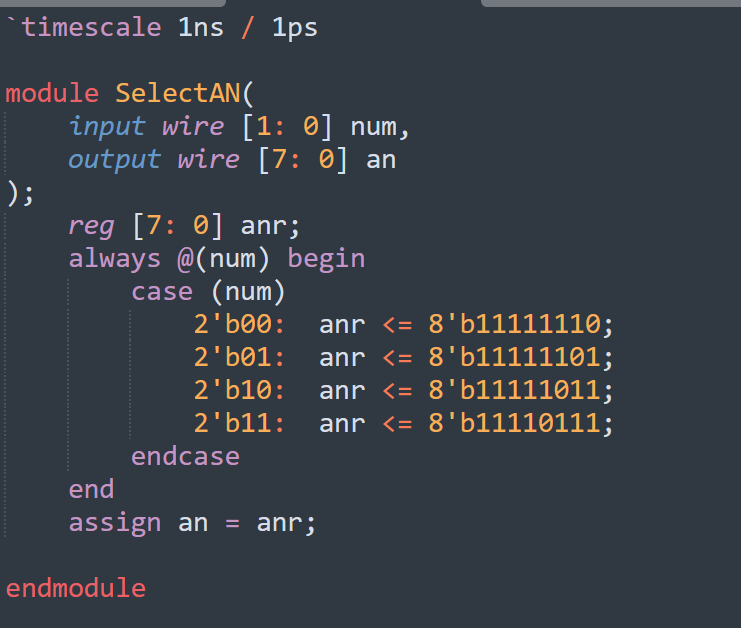 `timescale 1ns / 1ps
module SelectAN(
input wire [1: 0] num,
output wire [7: 0] an
);
reg [7: 0] anr;
always @(num) begin
case (num)
2'b00:  anr <= 8'b11111110;
2'b01:  anr <= 8'b11111101;
2'b10:  anr <= 8'b11111011;
2'b11:  anr <= 8'b11110111;
endcase
end
assign an = anr;
endmodule